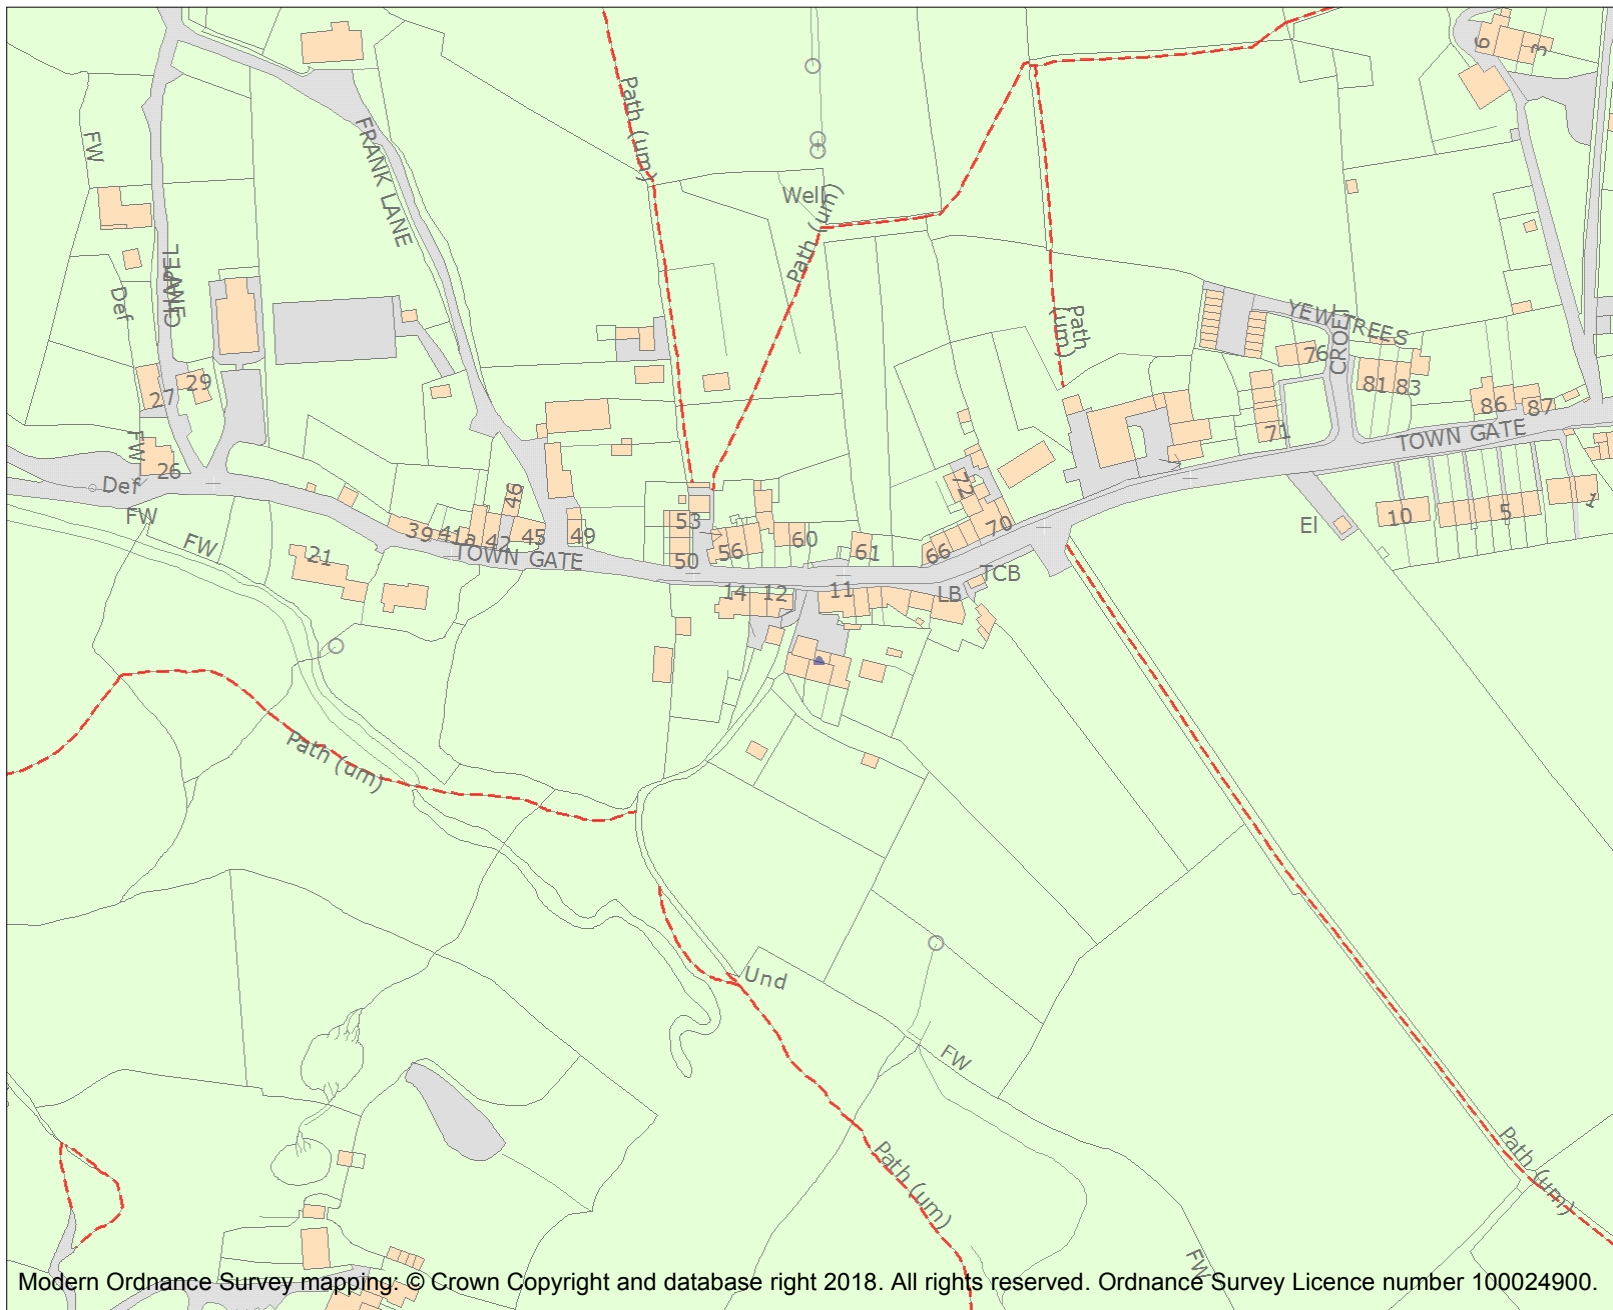 6
3
Path (um)
FW
FRANK LANE
Well
Path (um)
CHAPEL
LANE
Def
Path
(um)
YEW TREES
CROFT
76
81
83
86
87
27
29
71
TOWN GATE
FW
26
Def
FW
FW
72
46
39
41a
42
45
49
53
50
56
60
61
66
70
10
5
1
El
TOWN GATE
21
14
12
11
LB
TCB
Path (um)
Und
FW
Path (um)
Path (um)
FW
Modern Ordnance Survey mapping: © Crown Copyright and database right 2018. All rights reserved. Ordnance Survey Licence number 100024900.